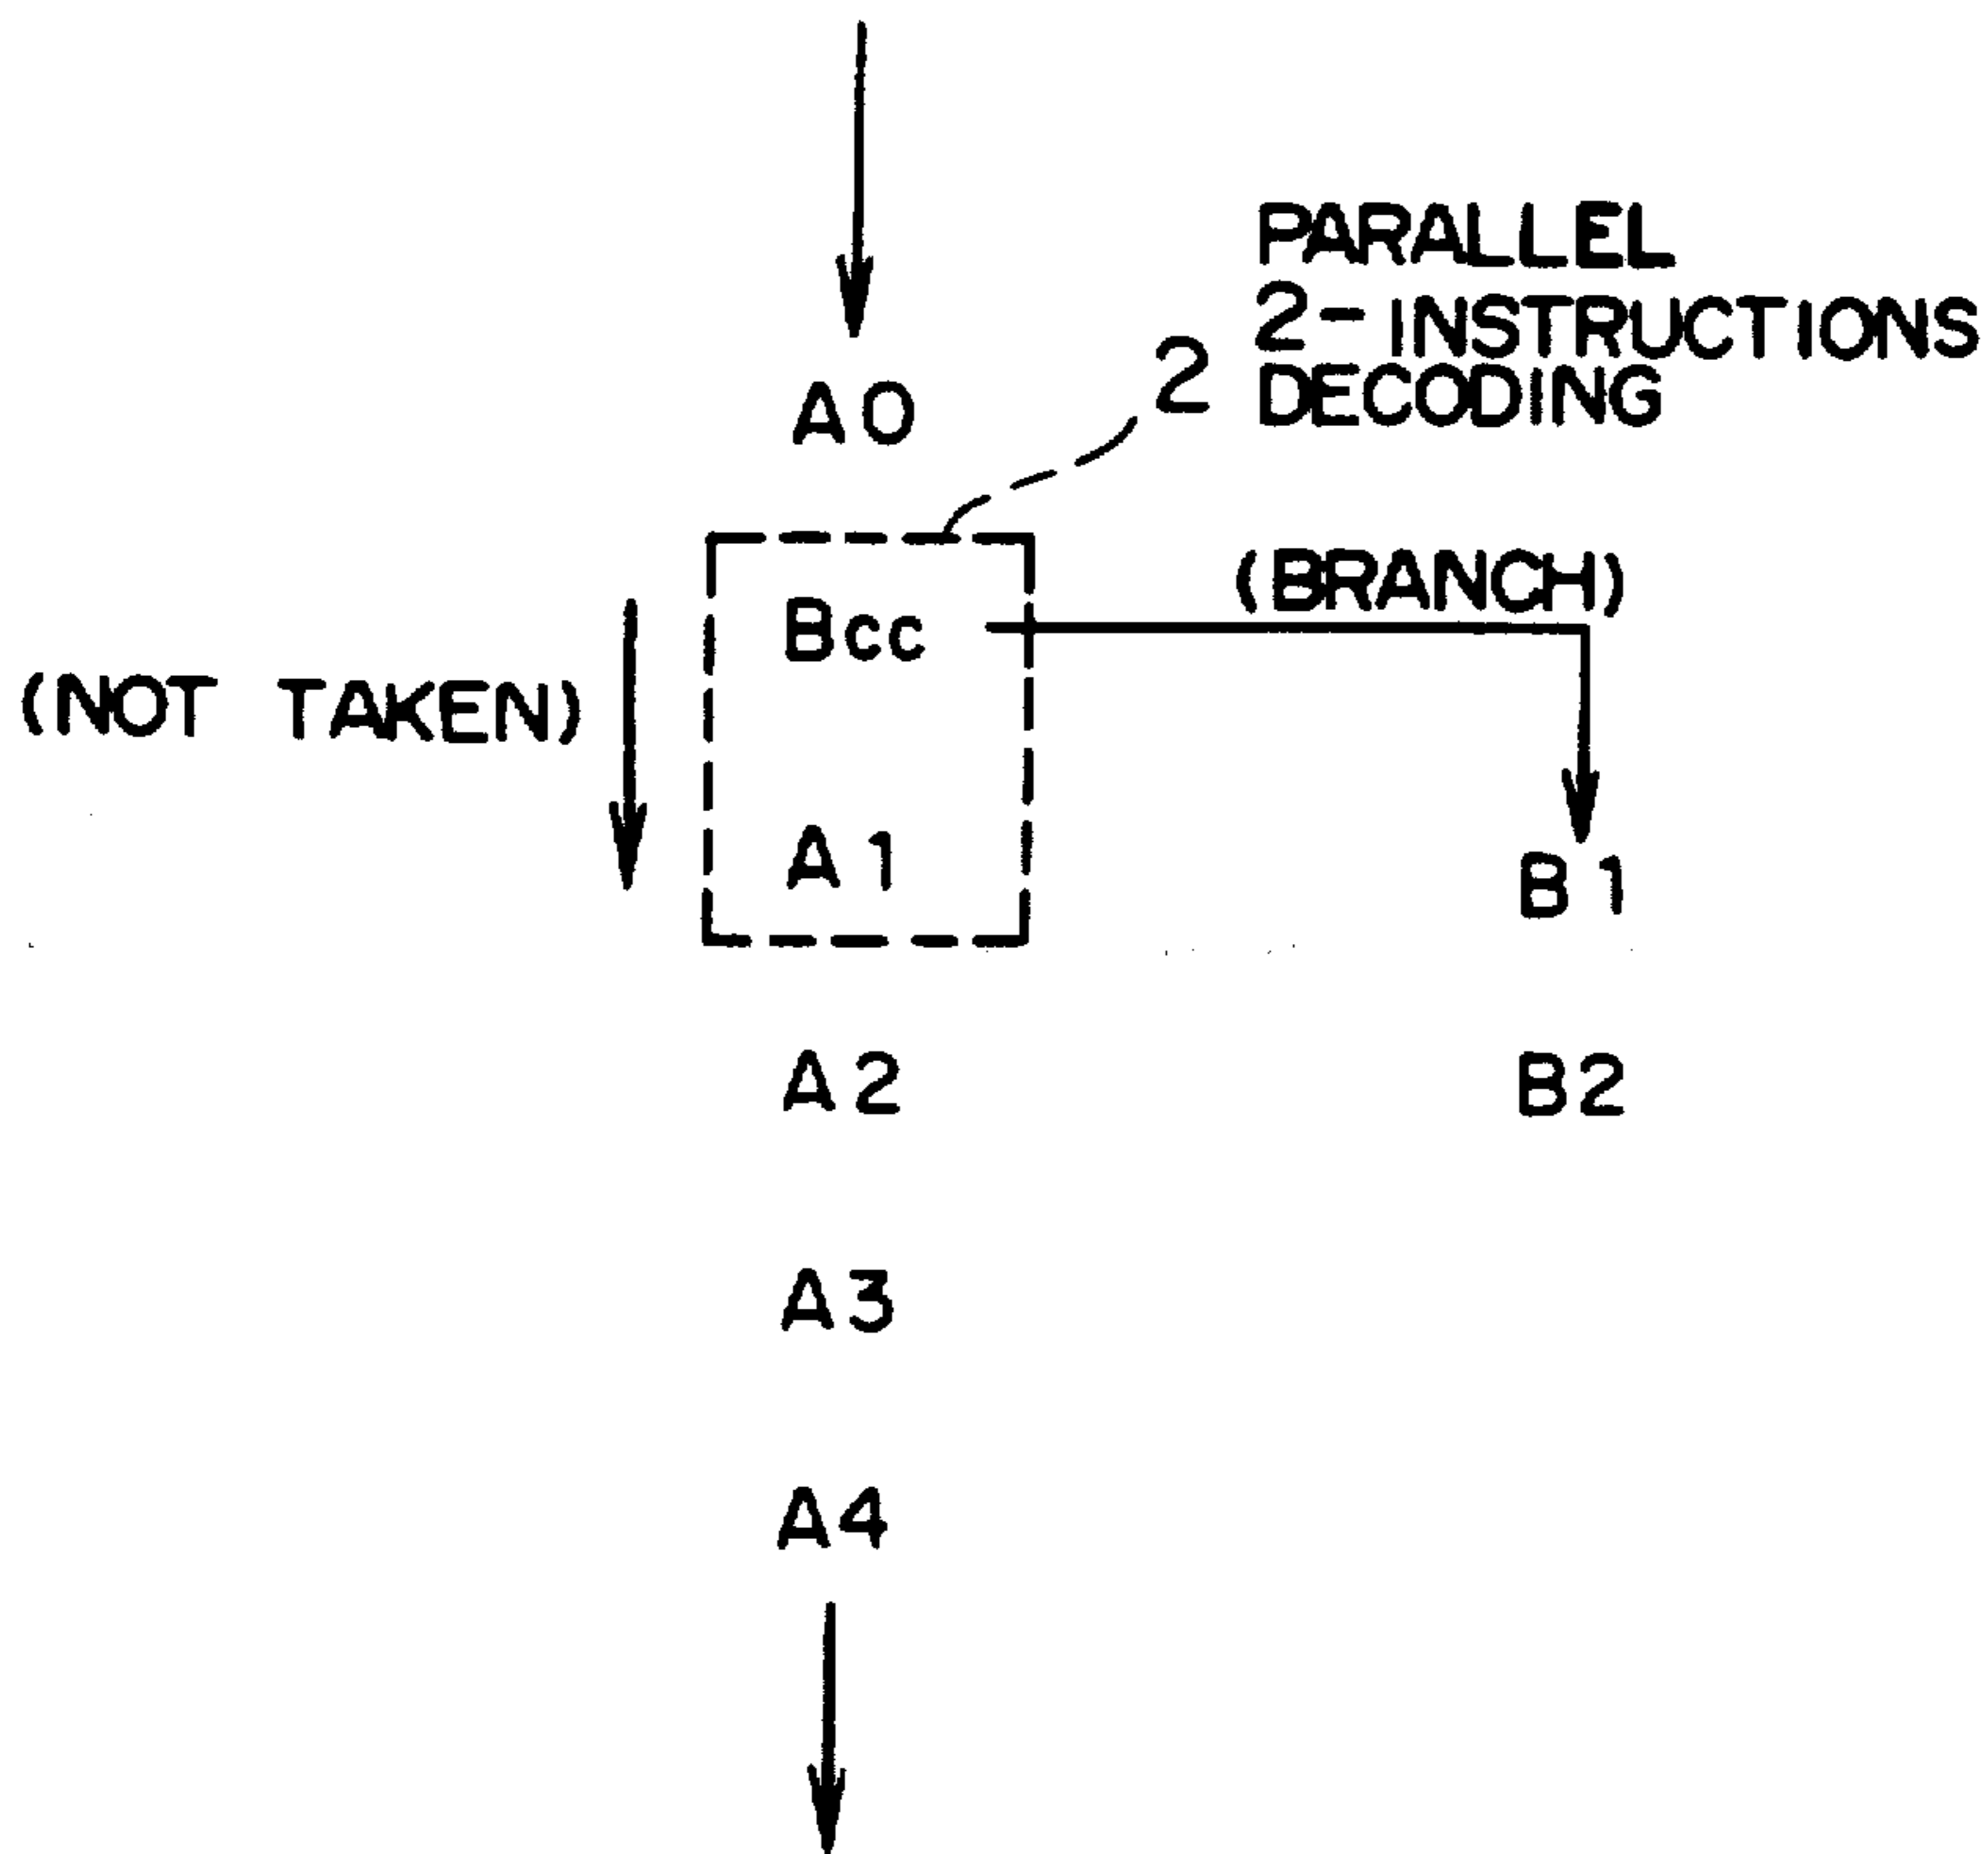 PARALLEL
2-INSTRUCTIONS
DECODING
2
A0
(BRANCH)
Bcc
(NOT TAKEN)
A1
B1
A2
B2
A3
A4